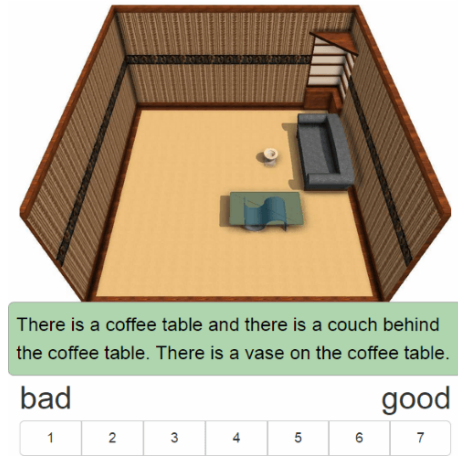 There is a coffee table and there is a couch behind
the coffee table. There is a vase on the coffee table.
bad good
1 2 3 4 5 6 7